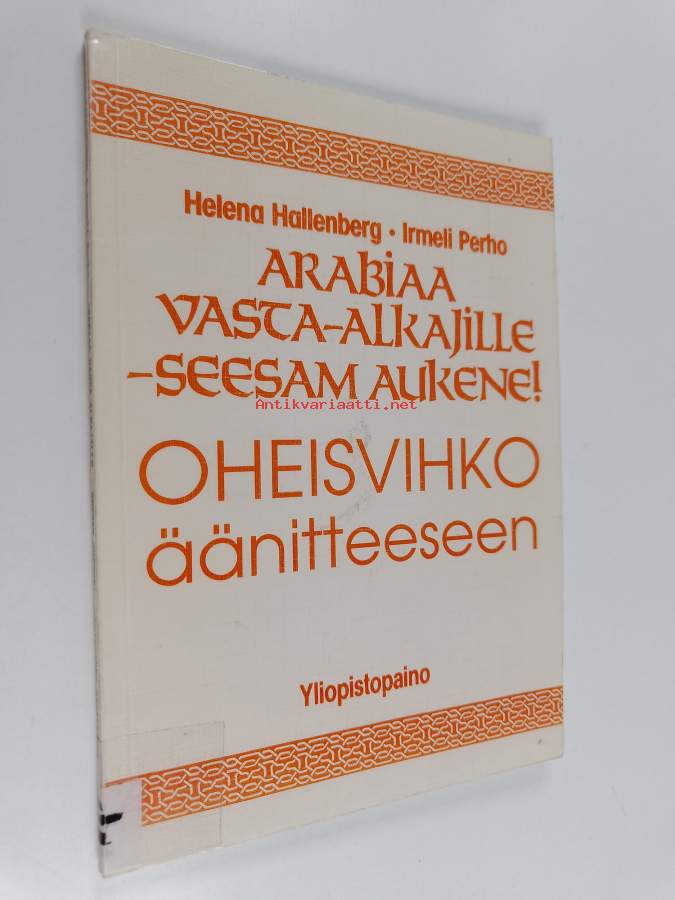 Helena Hallenberg • Irmeli Perho
ARABIAA
VASTA-ALKAJILLE
-SEESAM AUKENE!
Antikvariaatti.net
OHEISVIHKO
äänitteeseen
Yliopistopaino